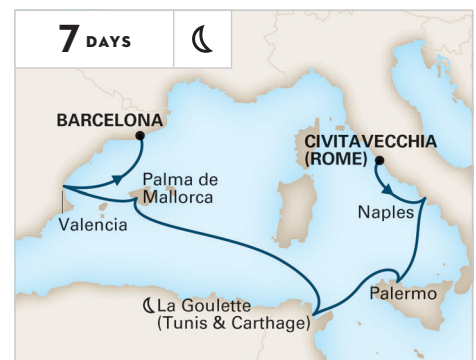 7 DAYS
BARCELONA
CIVITAVECCHIA
(ROME)
Palma de
Mallorca
Valencia
Naples
Palermo
La Goulette
(Tunis & Carthage)